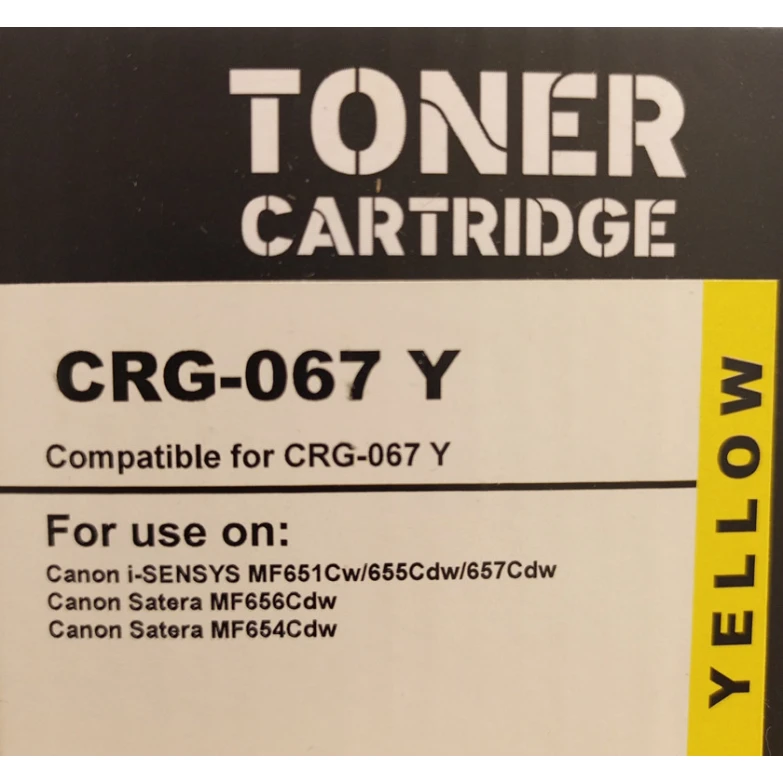 TONER
CARTRIDGE
CRG-067 Y
Compatible for CRG-067 Y
For use on:
Canon i-SENSYS MF651Cw/655Cdw/657Cdw
Canon Satera MF656Cdw
Canon Satera MF654Cdw
YELLOW